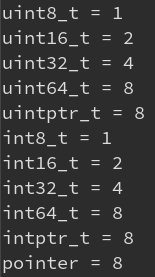 uint8_t = 1
uint16_t = 2
uint32_t = 4
uint64_t = 8
uintptr_t = 8
int8_t = 1
int16_t = 2
int32_t = 4
int64_t = 8
intptr_t = 8
pointer = 8